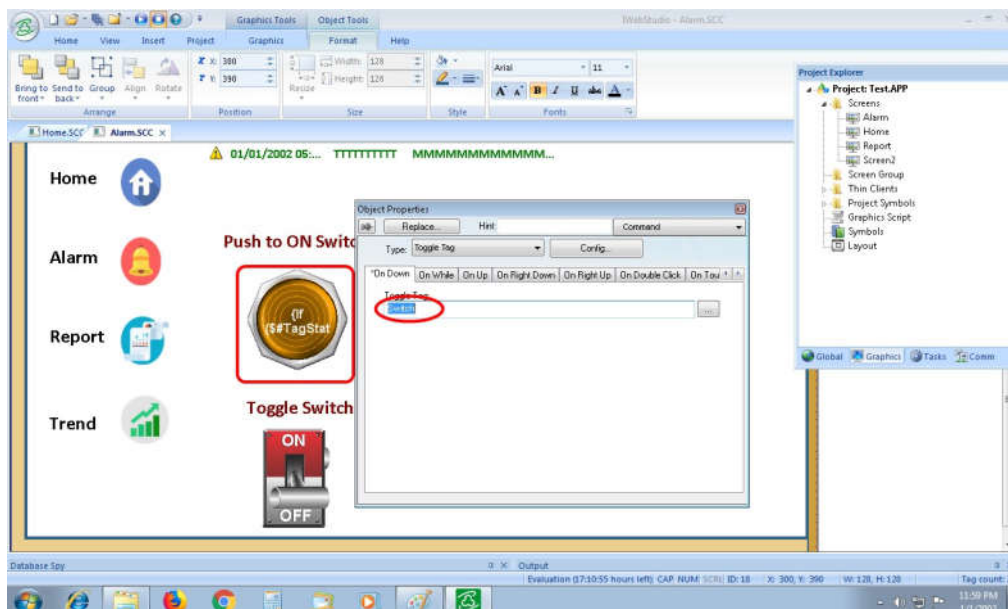 Graphics Tools Object Tools IWebStudio - Alarm.SCC
Home View Insert Project Graphics Format Help
Bring to front Send to back Group Align Rotate
X: 300
Y: 390
Resize
Width: 128
Height: 128
Arial 11
A A B I U abc A
Arrange Position Size Style Fonts
Home.SCC Alarm.SCC ×
Project Explorer
Project: Test.APP
Screens
Alarm
Home
Report
Screen2
Screen Group
Thin Clients
Project Symbols
Graphics Script
Symbols
Layout
Global Graphics Tasks Comm
01/01/2002 05:... TTTTTTTTTT MMMMMMMMMMMM...
Home
Alarm
Report
Trend
Push to ON Switc
{If
($#TagStat
Toggle Switch
ON
OFF
Object Properties
Replace... Hint: Command
Type: Toggle Tag Config...
*On Down On While On Up On Right Down On Right Up On Double Click On Tou
Toggle Tag:
Switch
...
Database Spy Output
Evaluation (17:10:55 hours left) CAP NUM SCRL ID: 18 X: 300, Y: 390 W: 128, H: 128 Tag count:
11:59 PM